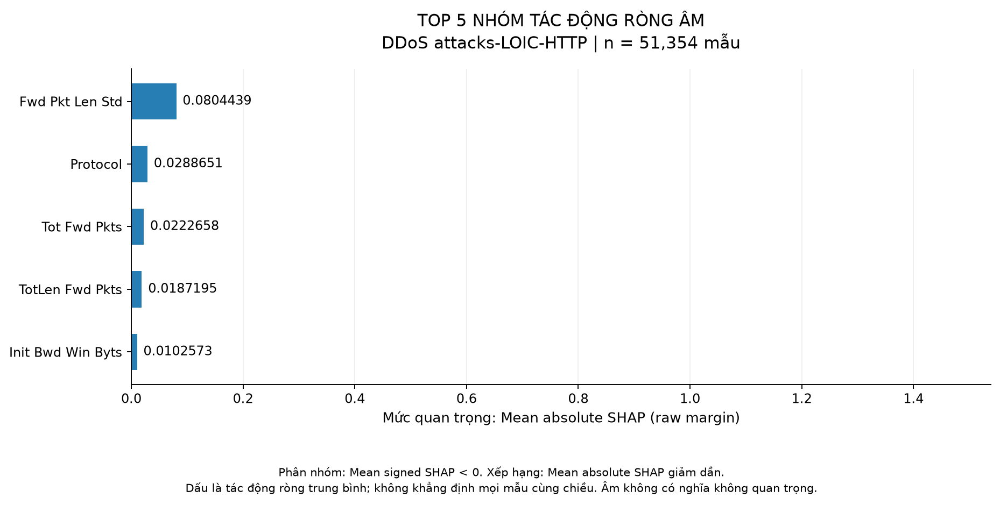 TOP 5 NHÓM TÁC ĐỘNG RÒNG ÂM
DDoS attacks-LOIC-HTTP | n = 51,354 mẫu
Fwd Pkt Len Std 0.0804439
Protocol 0.0288651
Tot Fwd Pkts 0.0222658
TotLen Fwd Pkts 0.0187195
Init Bwd Win Byts 0.0102573
0.0 0.2 0.4 0.6 0.8 1.0 1.2 1.4
Mức quan trọng: Mean absolute SHAP (raw margin)
Phân nhóm: Mean signed SHAP < 0. Xếp hạng: Mean absolute SHAP giảm dần.
Dấu là tác động ròng trung bình; không khẳng định mọi mẫu cùng chiều. Âm không có nghĩa không quan trọng.